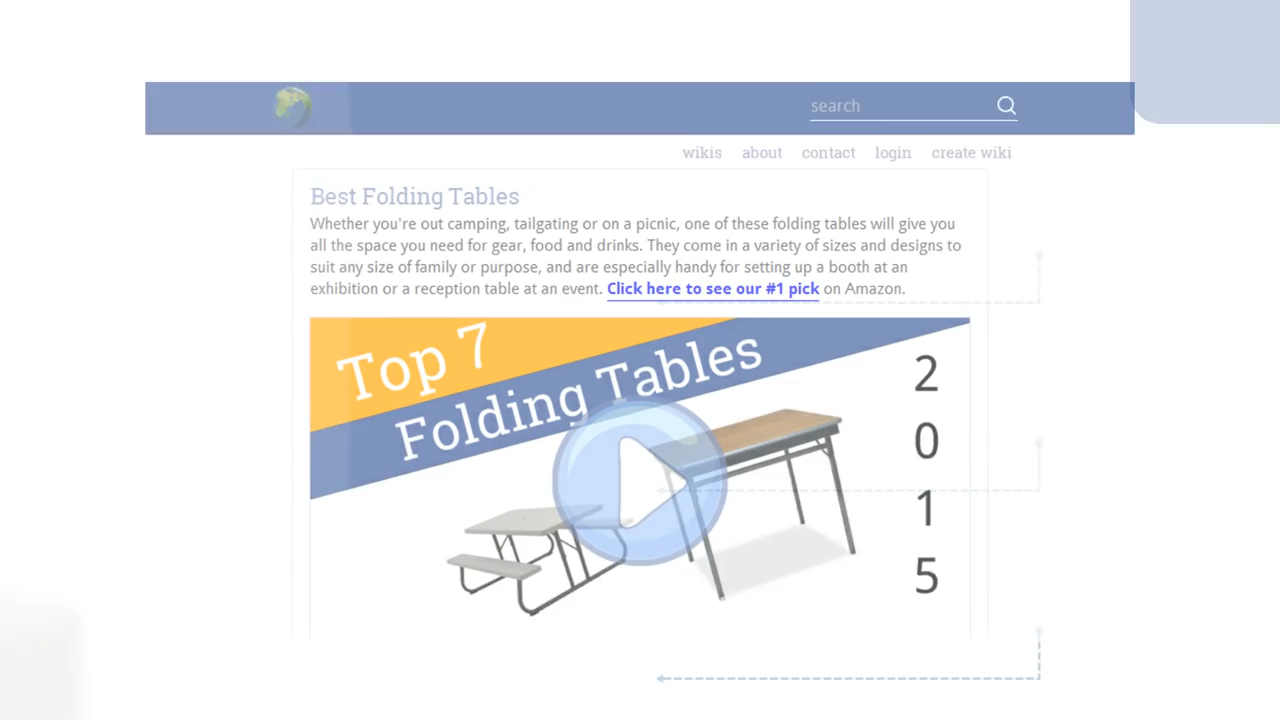 search
wikis about contact login create wiki
Best Folding Tables
Whether you're out camping, tailgating or on a picnic, one of these folding tables will give you
all the space you need for gear, food and drinks. They come in a variety of sizes and designs to
suit any size of family or purpose, and are especially handy for setting up a booth at an
exhibition or a reception table at an event. Click here to see our #1 pick on Amazon.
Top 7
Folding Tables
2
0
1
5